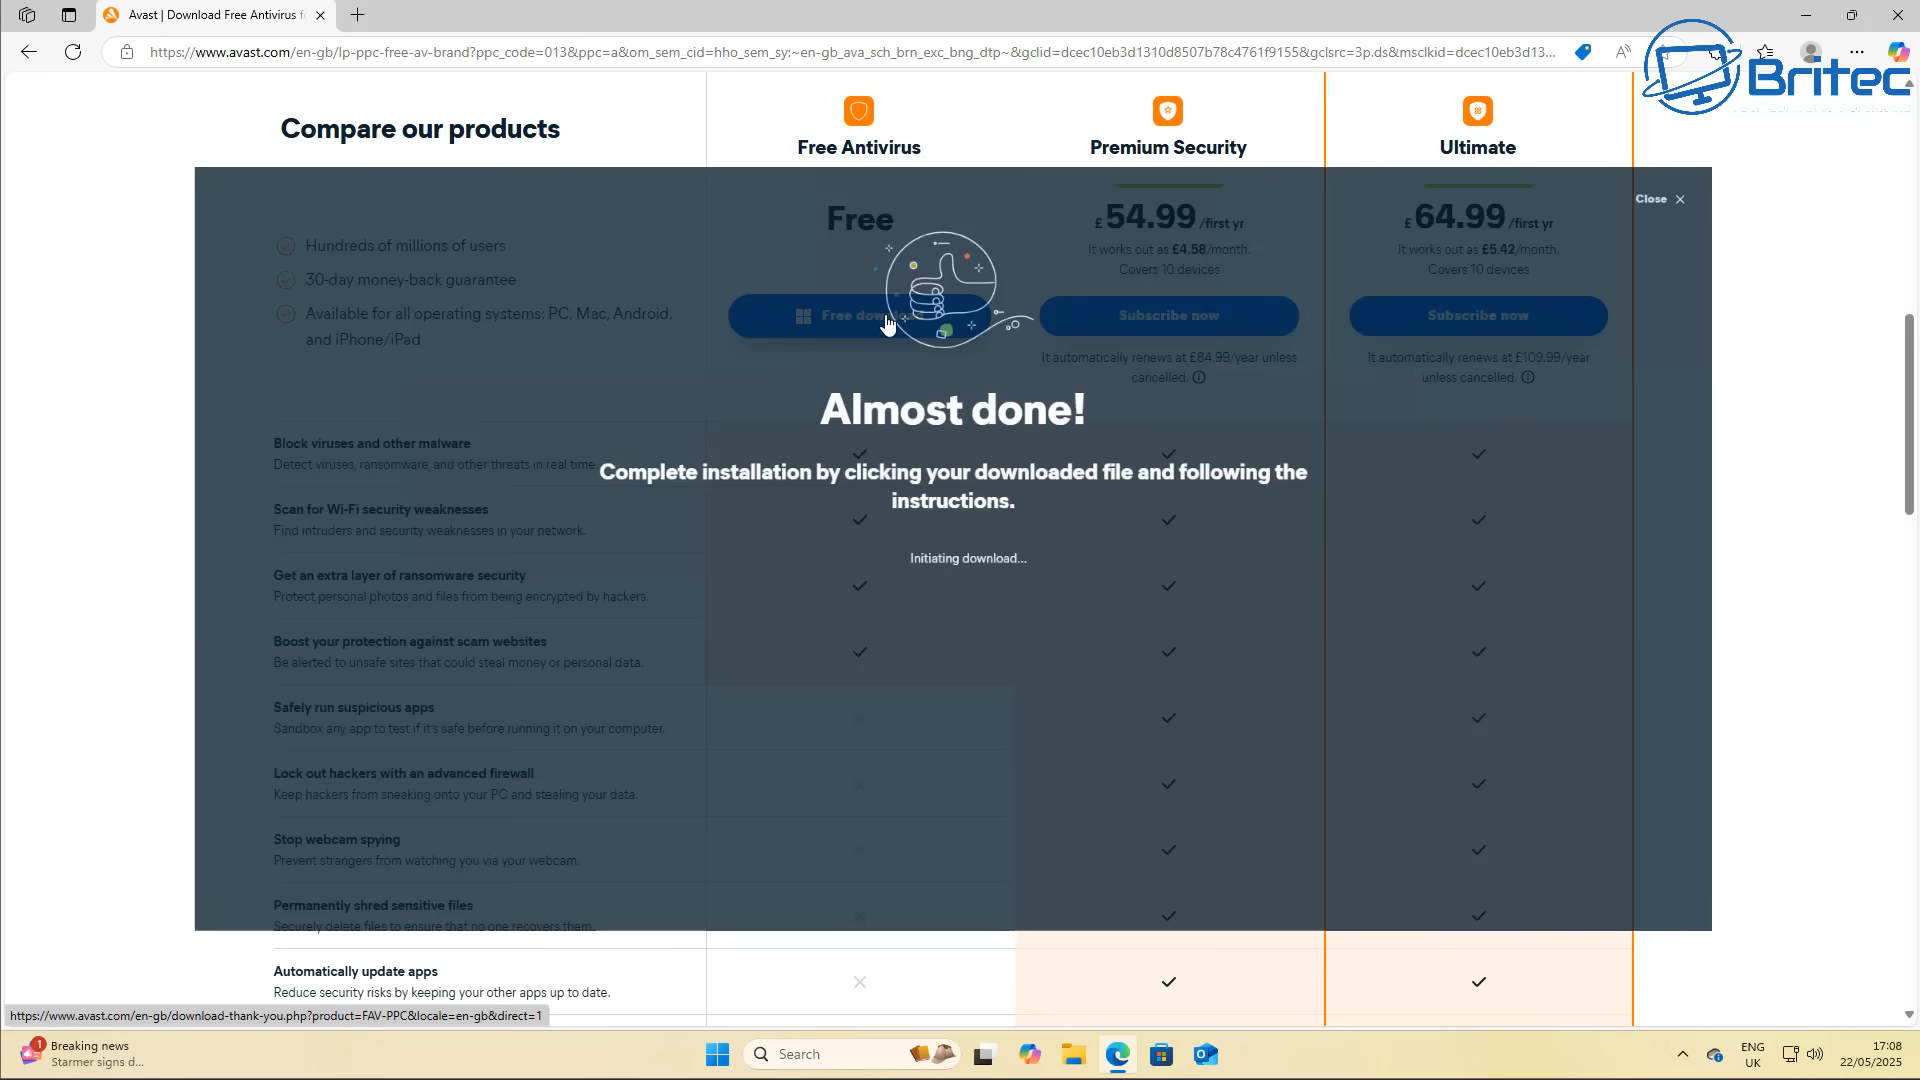 Avast | Download Free Antivirus f
https://www.avast.com/en-gb/lp-ppc-free-av-brand?ppc_code=013&ppc=a&om_sem_cid=hho_sem_sy:~en-gb_ava_sch_brn_exc_bng_dtp~&gclid=dcec10eb3d1310d8507b78c4761f9155&gclsrc=3p.ds&msclkid=dcec10eb3d13...
Britec
Compare our products
Free Antivirus
Premium Security
Ultimate
Close
Free
£ 54.99 /first yr
£ 64.99 /first yr
Hundreds of millions of users
It works out as £4.58/month.
It works out as £5.42/month.
Covers 10 devices
Covers 10 devices
30-day money-back guarantee
Available for all operating systems: PC, Mac, Android,
and iPhone/iPad
Free download
Subscribe now
Subscribe now
It automatically renews at £84.99/year unless
cancelled.
It automatically renews at £109.99/year
unless cancelled.
Almost done!
Complete installation by clicking your downloaded file and following the
instructions.
Initiating download...
Block viruses and other malware
Detect viruses, ransomware, and other threats in real time.
Scan for Wi-Fi security weaknesses
Find intruders and security weaknesses in your network.
Get an extra layer of ransomware security
Protect personal photos and files from being encrypted by hackers.
Boost your protection against scam websites
Be alerted to unsafe sites that could steal money or personal data.
Safely run suspicious apps
Sandbox any app to test if it's safe before running it on your computer.
Lock out hackers with an advanced firewall
Keep hackers from sneaking onto your PC and stealing your data.
Stop webcam spying
Prevent strangers from watching you via your webcam.
Permanently shred sensitive files
Securely delete files to ensure that no one recovers them.
Automatically update apps
Reduce security risks by keeping your other apps up to date.
https://www.avast.com/en-gb/download-thank-you.php?product=FAV-PPC&locale=en-gb&direct=1
1
Breaking news
Starmer signs d...
Search
ENG
UK
17:08
22/05/2025